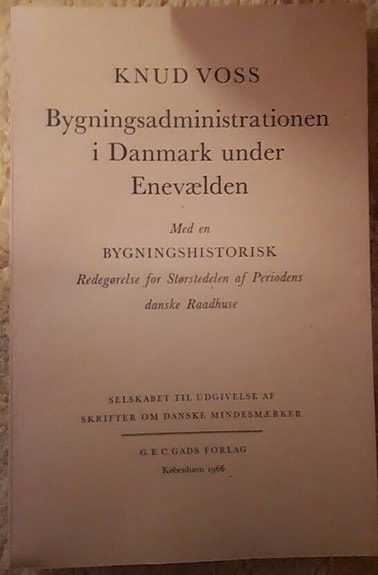 KNUD VOSS
Bygningsadministrationen
i Danmark under
Enevælden
Med en
BYGNINGSHISTORISK
Redegørelse for Størstedelen af Periodens
danske Raadhuse
SELSKABET TIL UDGIVELSE AF
SKRIFTER OM DANSKE MINDESMÆRKER
G. E. C. GADS FORLAG
København 1966